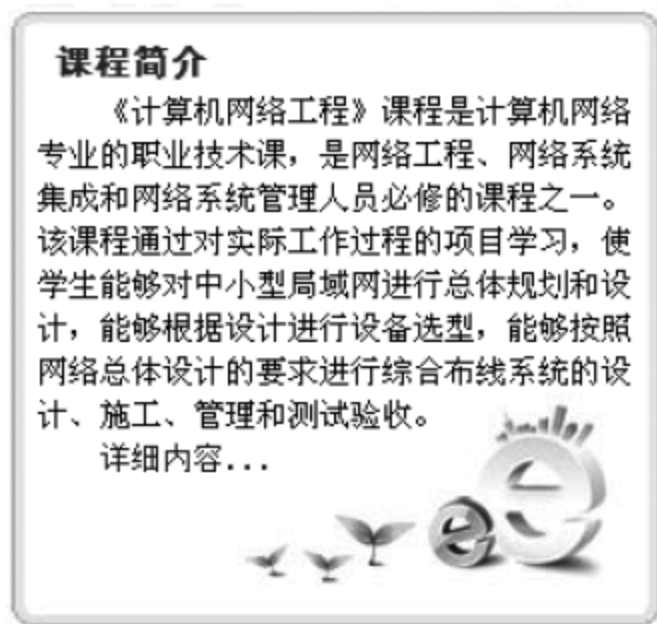 课程简介
《计算机网络工程》课程是计算机网络
专业的职业技术课，是网络工程、网络系统
集成和网络系统管理人员必修的课程之一。
该课程通过对实际工作过程的项目学习，使
学生能够对中小型局域网进行总体规划和设
计，能够根据设计进行设备选型，能够按照
网络总体设计的要求进行综合布线系统的设
计、施工、管理和测试验收。
详细内容...
e e